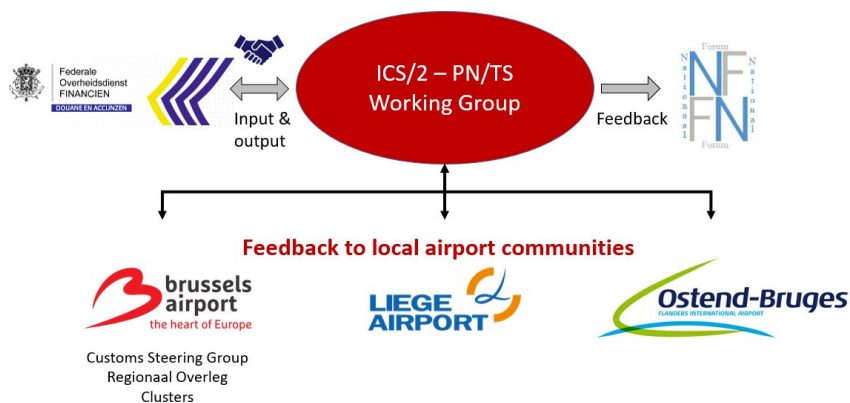 Federale
Overheidsdienst
FINANCIEN
DOUANE EN ACCIJNZEN
Input &
output
ICS/2 – PN/TS
Working Group
Feedback
Forum
Nationaal
NF
FN
National
Forum
Feedback to local airport communities
brussels
airport
the heart of Europe
Customs Steering Group
Regionaal Overleg
Clusters
LIEGE
AIRPORT
Ostend-Bruges
FLANDERS INTERNATIONAL AIRPORT